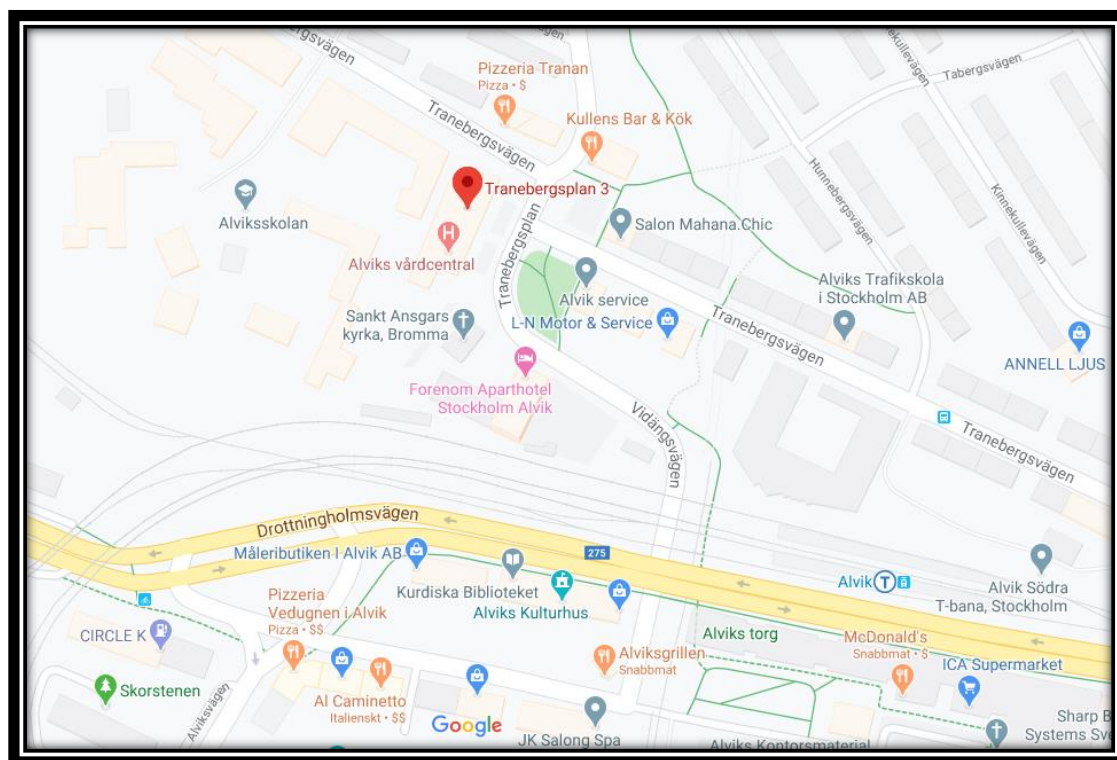 gsvägen
Pizzeria Tranan
Pizza • $
Kullens Bar & Kök
Tranebergsvägen
Tabergsvägen
Kinnekullevägen
Hunnebergsvägen
Kinnekullevägen
Tranebergsplan 3
Alviksskolan
Alviks vårdcentral
Tranebergsplan
Salon Mahana.Chic
Alvik service
L-N Motor & Service
Alviks Trafikskola
i Stockholm AB
Tranebergsvägen
Sankt Ansgars
kyrka, Bromma
ANNELL LJUS
Forenom Aparthotel
Stockholm Alvik
Vidängsvägen
Tranebergsvägen
Drottningholmsvägen
275
Måleributiken I Alvik AB
Kurdiska Biblioteket
Alviks Kulturhus
Alvik T
Alvik Södra
T-bana, Stockholm
Pizzeria
Vedugnen i Alvik
Pizza • $$
CIRCLE K
Alviks torg
McDonald's
Snabbmat • $
Alviksgrillen
Snabbmat
ICA Supermarket
Skorstenen
Al Caminetto
Italienskt • $$
Alviksvägen
Google
JK Salong Spa
Alviks Kontorsmaterial
Sharp B
Systems Sve